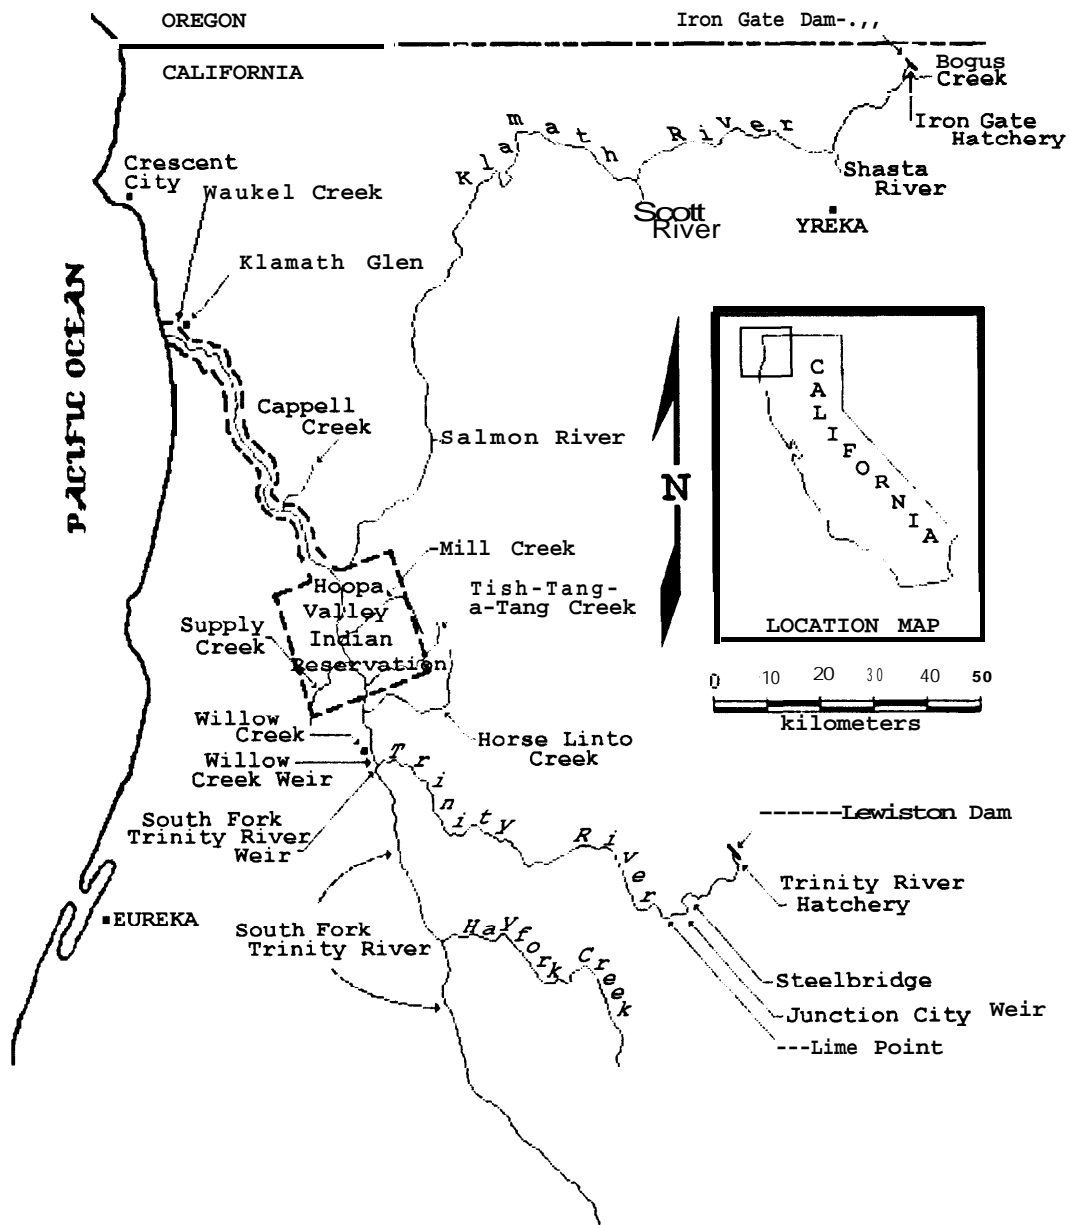 OREGON
Iron Gate Dam-.,,
CALIFORNIA
Bogus
Creek
Iron Gate
Hatchery
Klamath River
Crescent
City
Waukel Creek
Shasta
River
Scott
River
YREKA
Klamath Glen
PACIFIC OCEAN
CALIFORNIA
Cappell
Creek
Salmon River
N
-Mill Creek
Hoopa
Valley
Indian
Reservation
Tish-Tang-
a-Tang Creek
Supply
Creek
LOCATION MAP
0 10 20 30 40 50
kilometers
Willow
Creek
Horse Linto
Creek
Willow
Creek Weir
Trinity River
South Fork
Trinity River
Weir
------Lewiston Dam
Trinity River
Hatchery
EUREKA
South Fork
Trinity River
Hayfork Creek
Steelbridge
Junction City Weir
---Lime Point